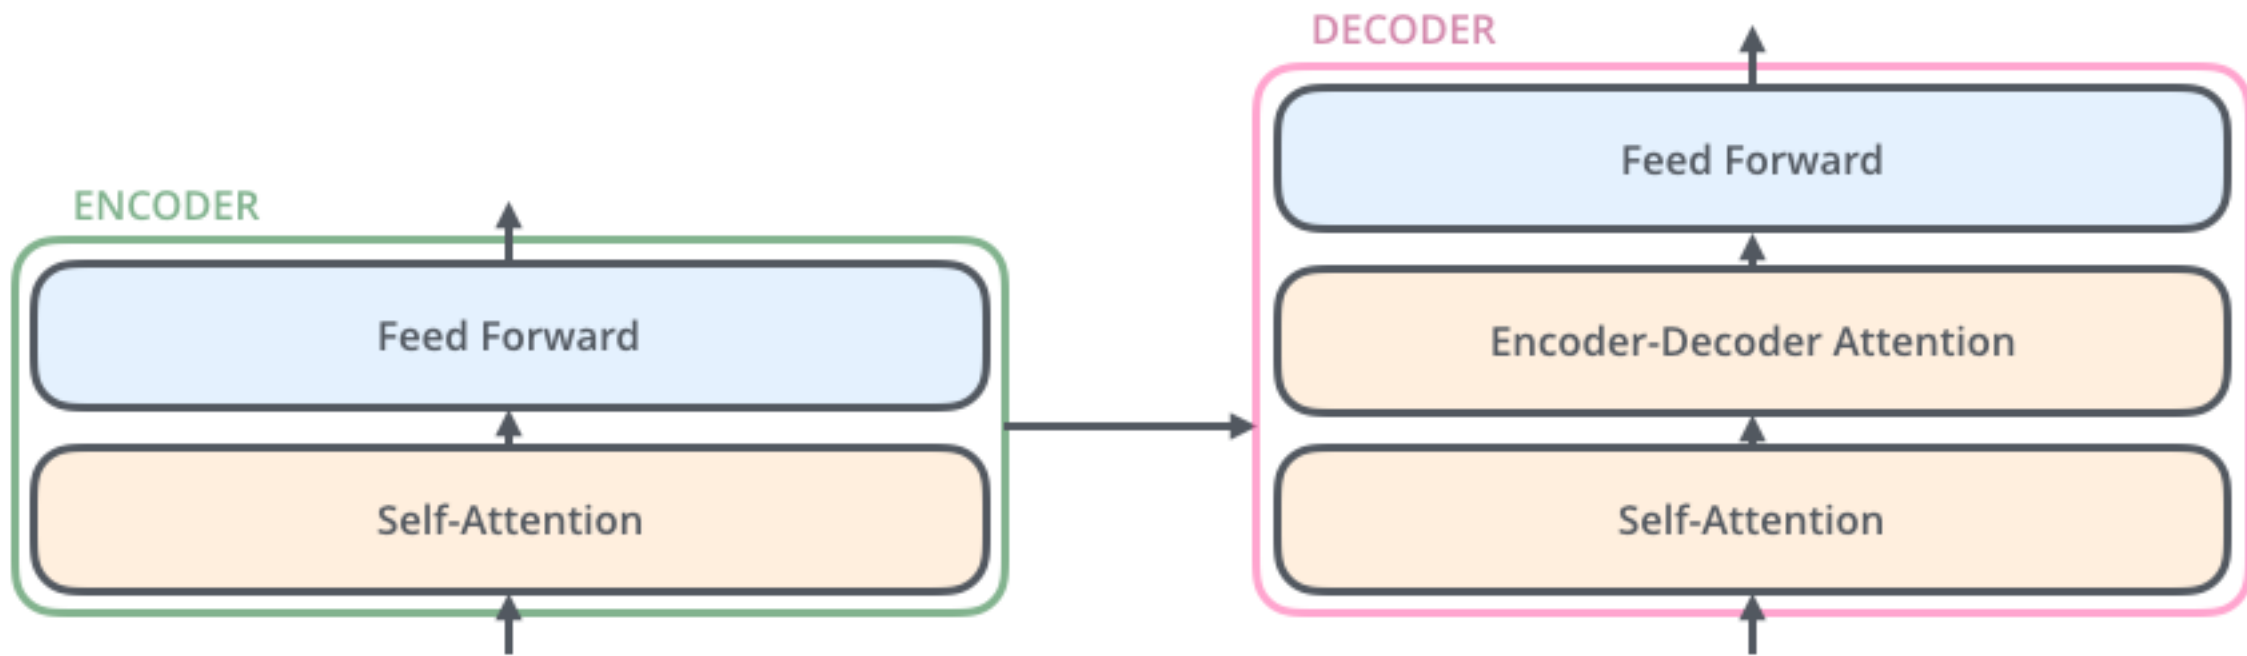 ENCODER
Feed Forward
Self-Attention
DECODER
Feed Forward
Encoder-Decoder Attention
Self-Attention